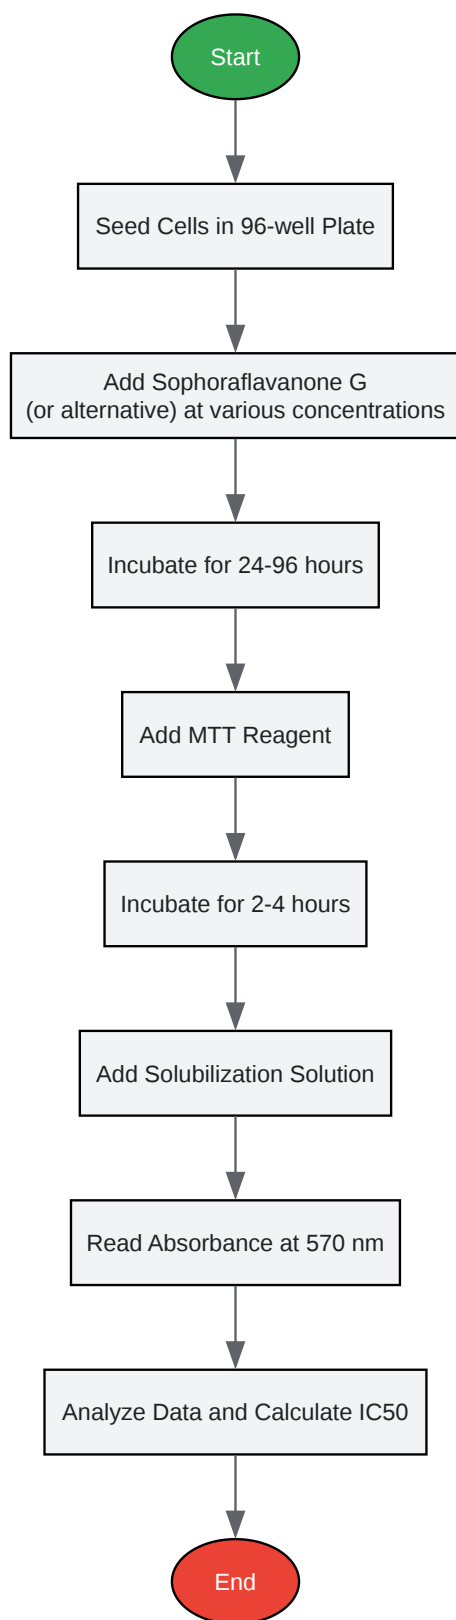 Start
Seed Cells in 96-well Plate
Add Sophoraflavanone G
(or alternative) at various concentrations
Incubate for 24-96 hours
Add MTT Reagent
Incubate for 2-4 hours
Add Solubilization Solution
Read Absorbance at 570 nm
Analyze Data and Calculate IC50
End